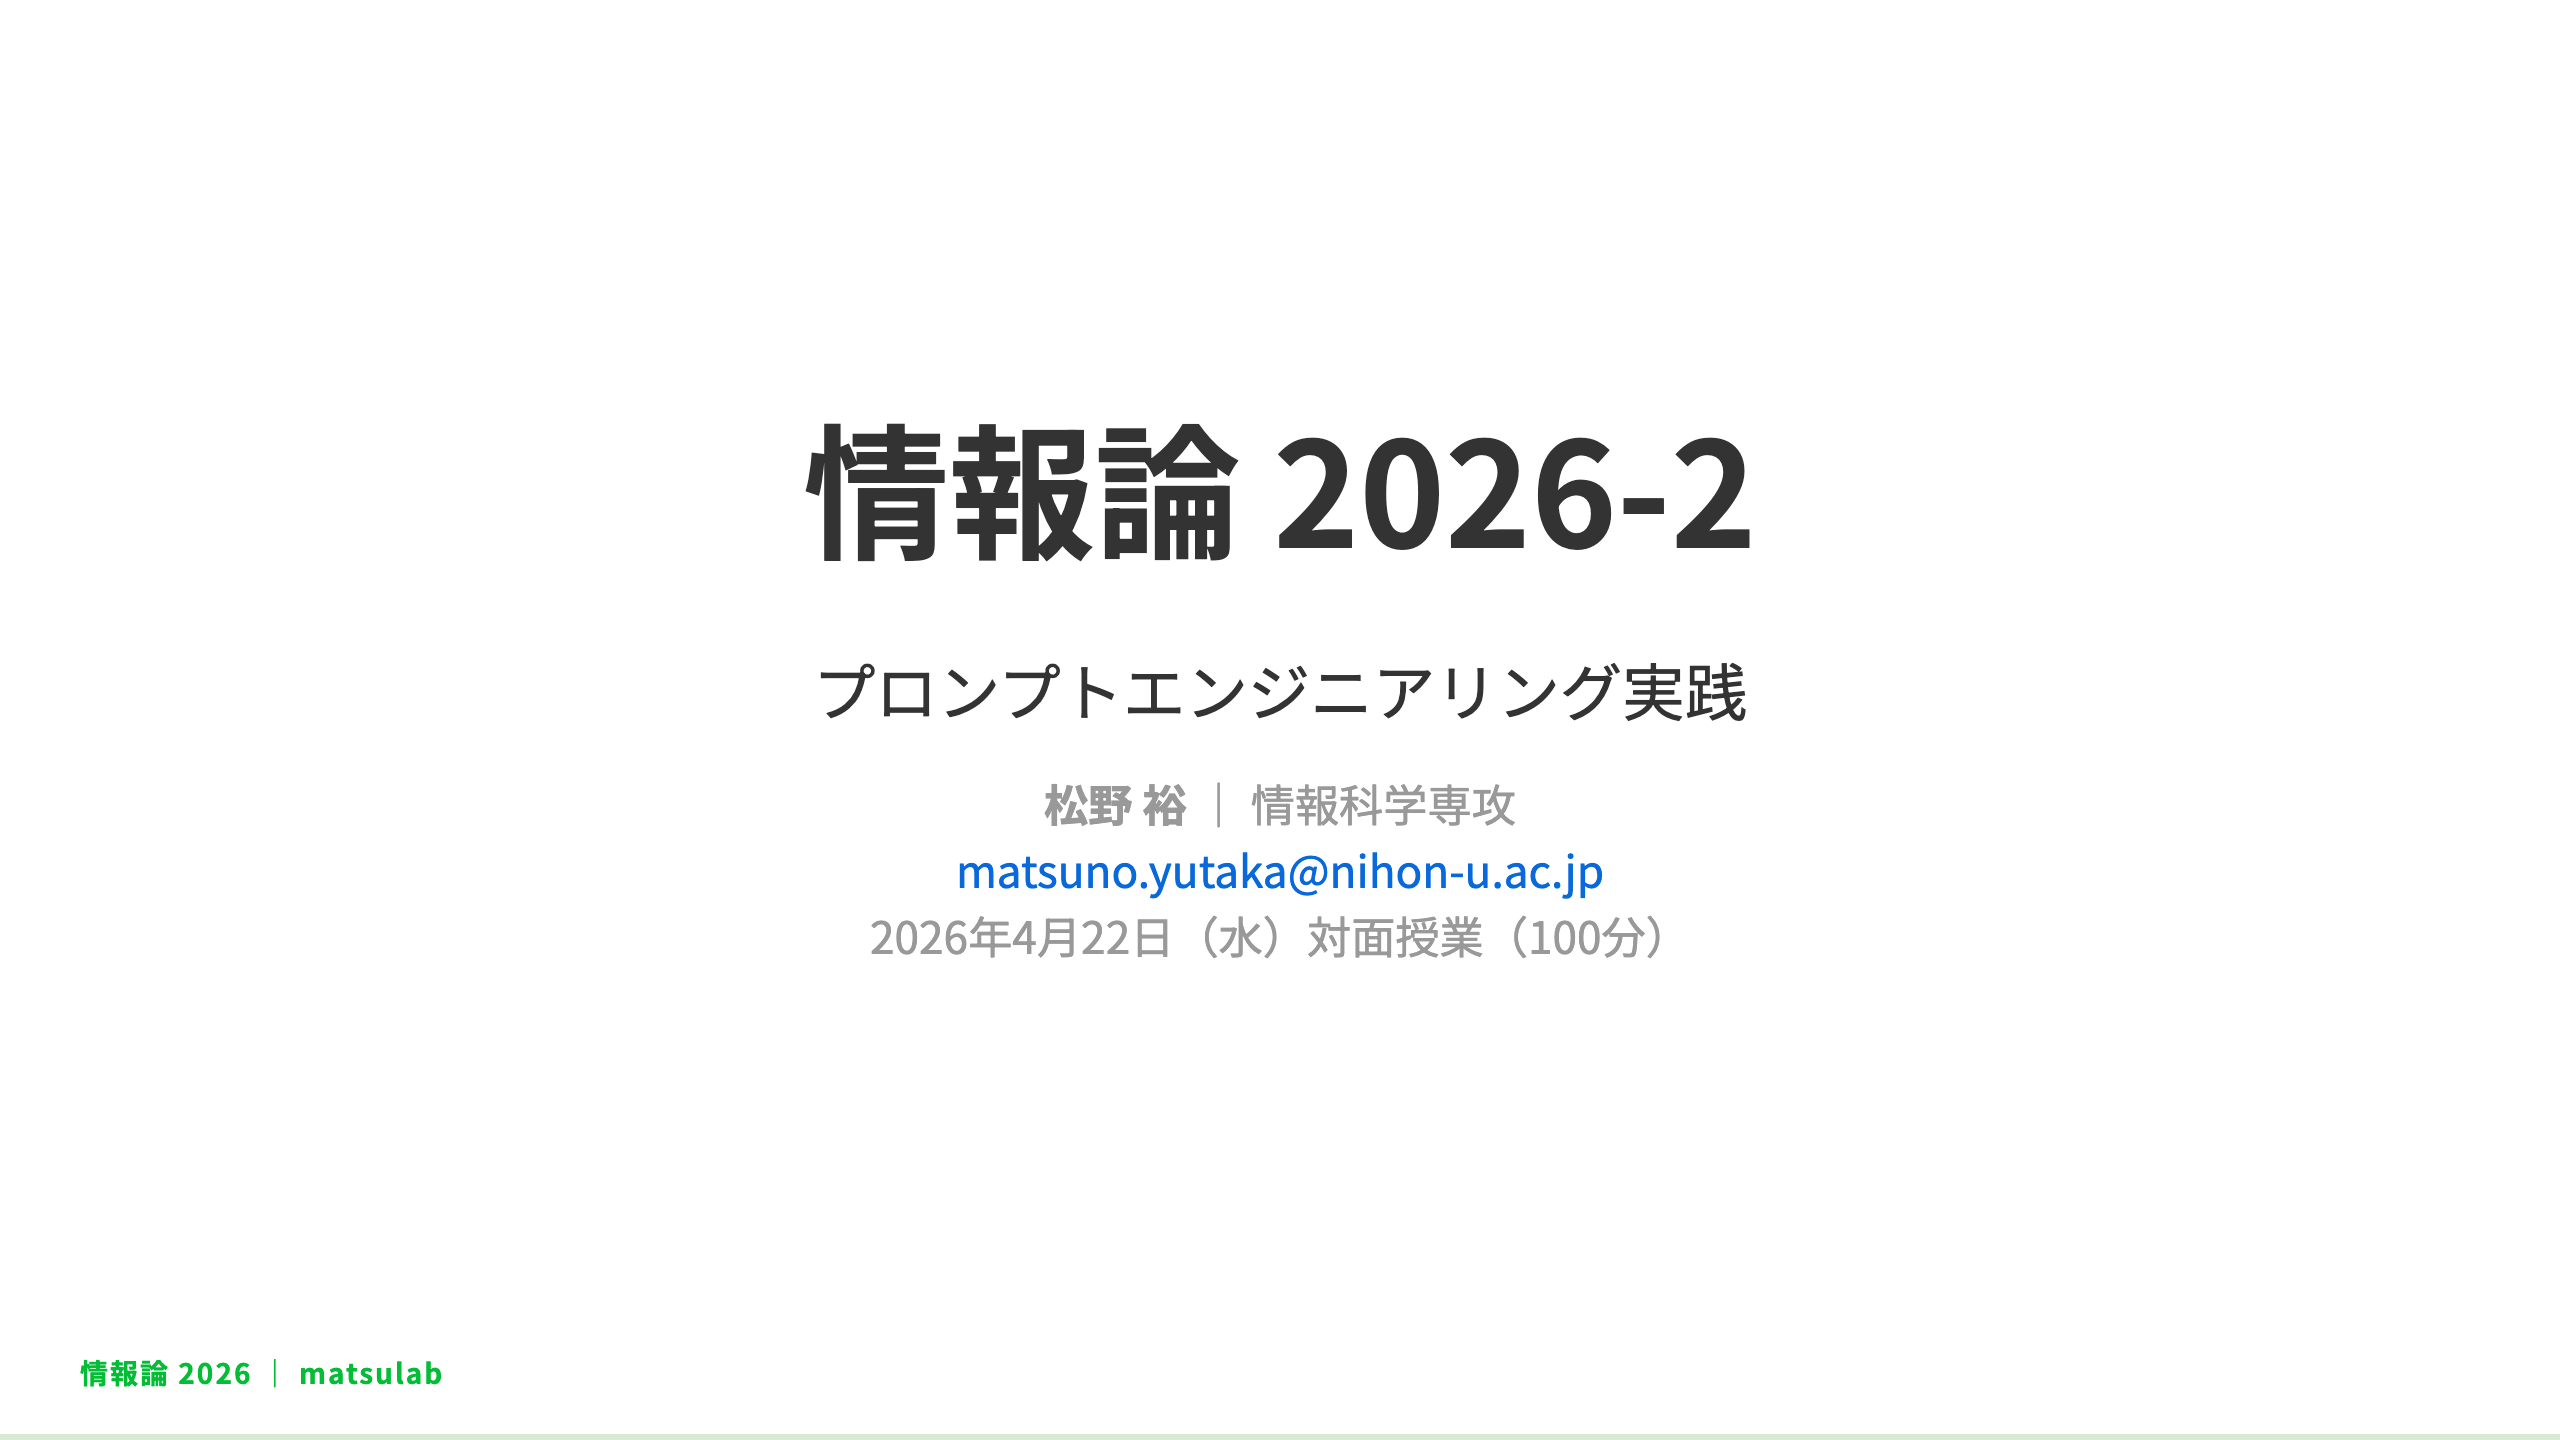 情報論 2026-2
プロンプトエンジニアリング実践
松野 裕 ｜ 情報科学専攻
matsuno.yutaka@nihon-u.ac.jp
2026年4月22日（水）対面授業（100分）
情報論 2026 ｜ matsulab